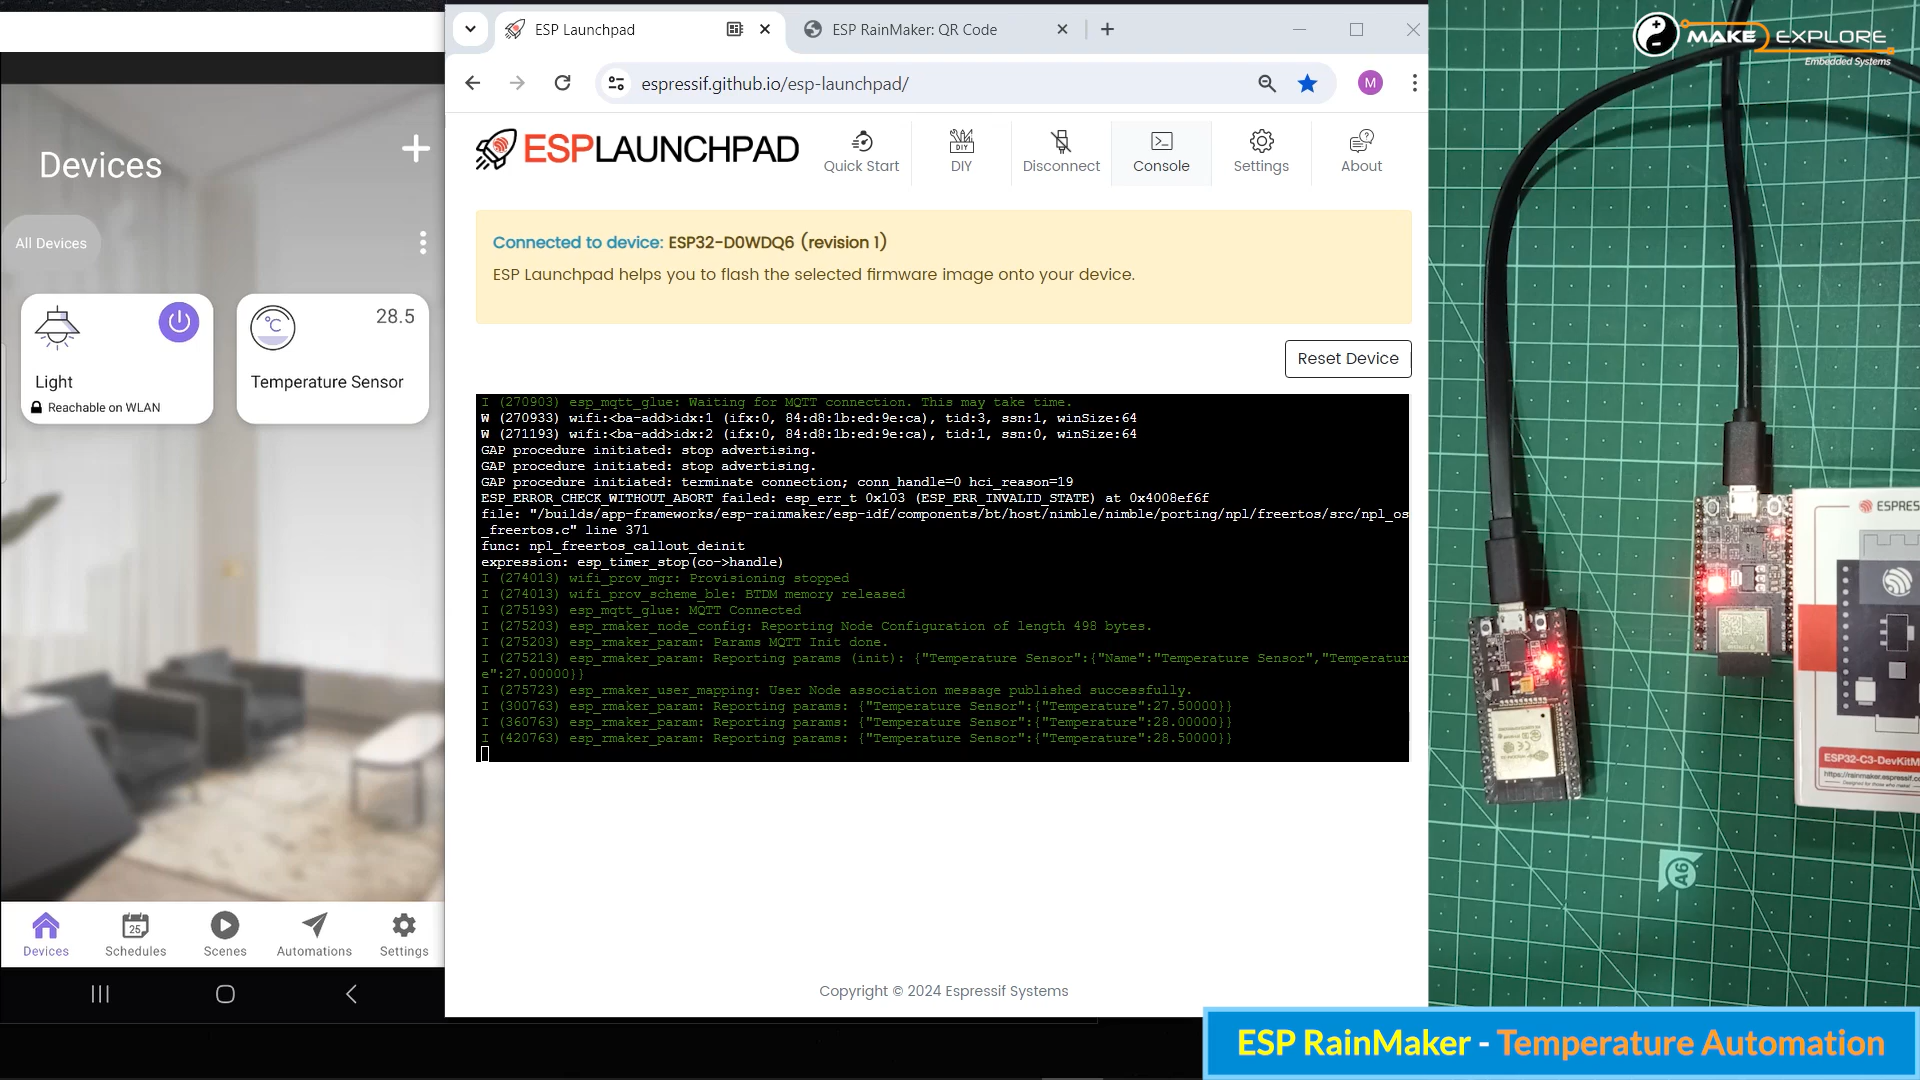 Devices
All Devices
28.5
°C
Light
Reachable on WLAN
Temperature Sensor
Devices
25
Schedules
Scenes
Automations
Settings
ESP Launchpad
ESP RainMaker: QR Code
espressif.github.io/esp-launchpad/
M
ESPLAUNCHPAD
Quick Start
DIY
DIY
Disconnect
Console
Settings
About
Connected to device: ESP32-D0WDQ6 (revision 1)
ESP Launchpad helps you to flash the selected firmware image onto your device.
Reset Device
I (270903) esp_mqtt_glue: Waiting for MQTT connection. This may take time.
W (270933) wifi:<ba-add>idx:1 (ifx:0, 84:d8:1b:ed:9e:ca), tid:3, ssn:1, winSize:64
W (271193) wifi:<ba-add>idx:2 (ifx:0, 84:d8:1b:ed:9e:ca), tid:1, ssn:0, winSize:64
GAP procedure initiated: stop advertising.
GAP procedure initiated: stop advertising.
GAP procedure initiated: terminate connection; conn_handle=0 hci_reason=19
ESP_ERROR_CHECK_WITHOUT_ABORT failed: esp_err_t 0x103 (ESP_ERR_INVALID_STATE) at 0x4008ef6f
file: "/builds/app-frameworks/esp-rainmaker/esp-idf/components/bt/host/nimble/nimble/porting/npl/freertos/src/npl_os
_freertos.c" line 371
func: npl_freertos_callout_deinit
expression: esp_timer_stop(co->handle)
I (274013) wifi_prov_mgr: Provisioning stopped
I (274013) wifi_prov_scheme_ble: BTDM memory released
I (275193) esp_mqtt_glue: MQTT Connected
I (275203) esp_rmaker_node_config: Reporting Node Configuration of length 498 bytes.
I (275203) esp_rmaker_param: Params MQTT Init done.
I (275213) esp_rmaker_param: Reporting params (init): {"Temperature Sensor":{"Name":"Temperature Sensor","Temperatur
e":27.00000}}
I (275723) esp_rmaker_user_mapping: User Node association message published successfully.
I (300763) esp_rmaker_param: Reporting params: {"Temperature Sensor":{"Temperature":27.50000}}
I (360763) esp_rmaker_param: Reporting params: {"Temperature Sensor":{"Temperature":28.00000}}
I (420763) esp_rmaker_param: Reporting params: {"Temperature Sensor":{"Temperature":28.50000}}
Copyright © 2024 Espressif Systems
MAKE2EXPLORE
Embedded Systems
ESPRES
ESP32-C3-DevKitM
https://rainmaker.espressif.co
A6
ESP RainMaker - Temperature Automation